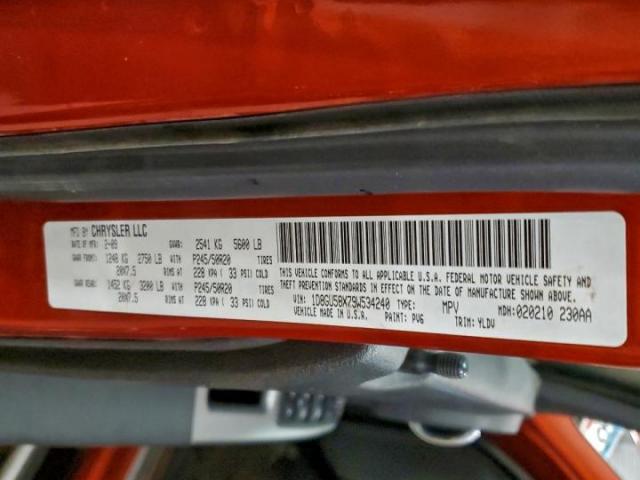 MFD BY CHRYSLER LLC
DATE OF MFR: 2-09 GVWR: 2541 KG 5600 LB
GAWR FRONT: 1248 KG 2750 LB WITH P245/50R20 TIRES
20X7.5 RIMS AT 228 KPA ( 33 PSI) COLD
GAWR REAR: 1452 KG 3200 LB WITH P245/50R20 TIRES
20X7.5 RIMS AT 228 KPA ( 33 PSI) COLD
THIS VEHICLE CONFORMS TO ALL APPLICABLE U.S.A. FEDERAL MOTOR VEHICLE SAFETY AND
THEFT PREVENTION STANDARDS IN EFFECT ON THE DATE OF MANUFACTURE SHOWN ABOVE.
VIN: 1D8GU58X79W534240 TYPE: MPV MDH: 020210 230AA
VEHICLE MADE IN U.S.A. PAINT: PV6 TRIM: YLDV